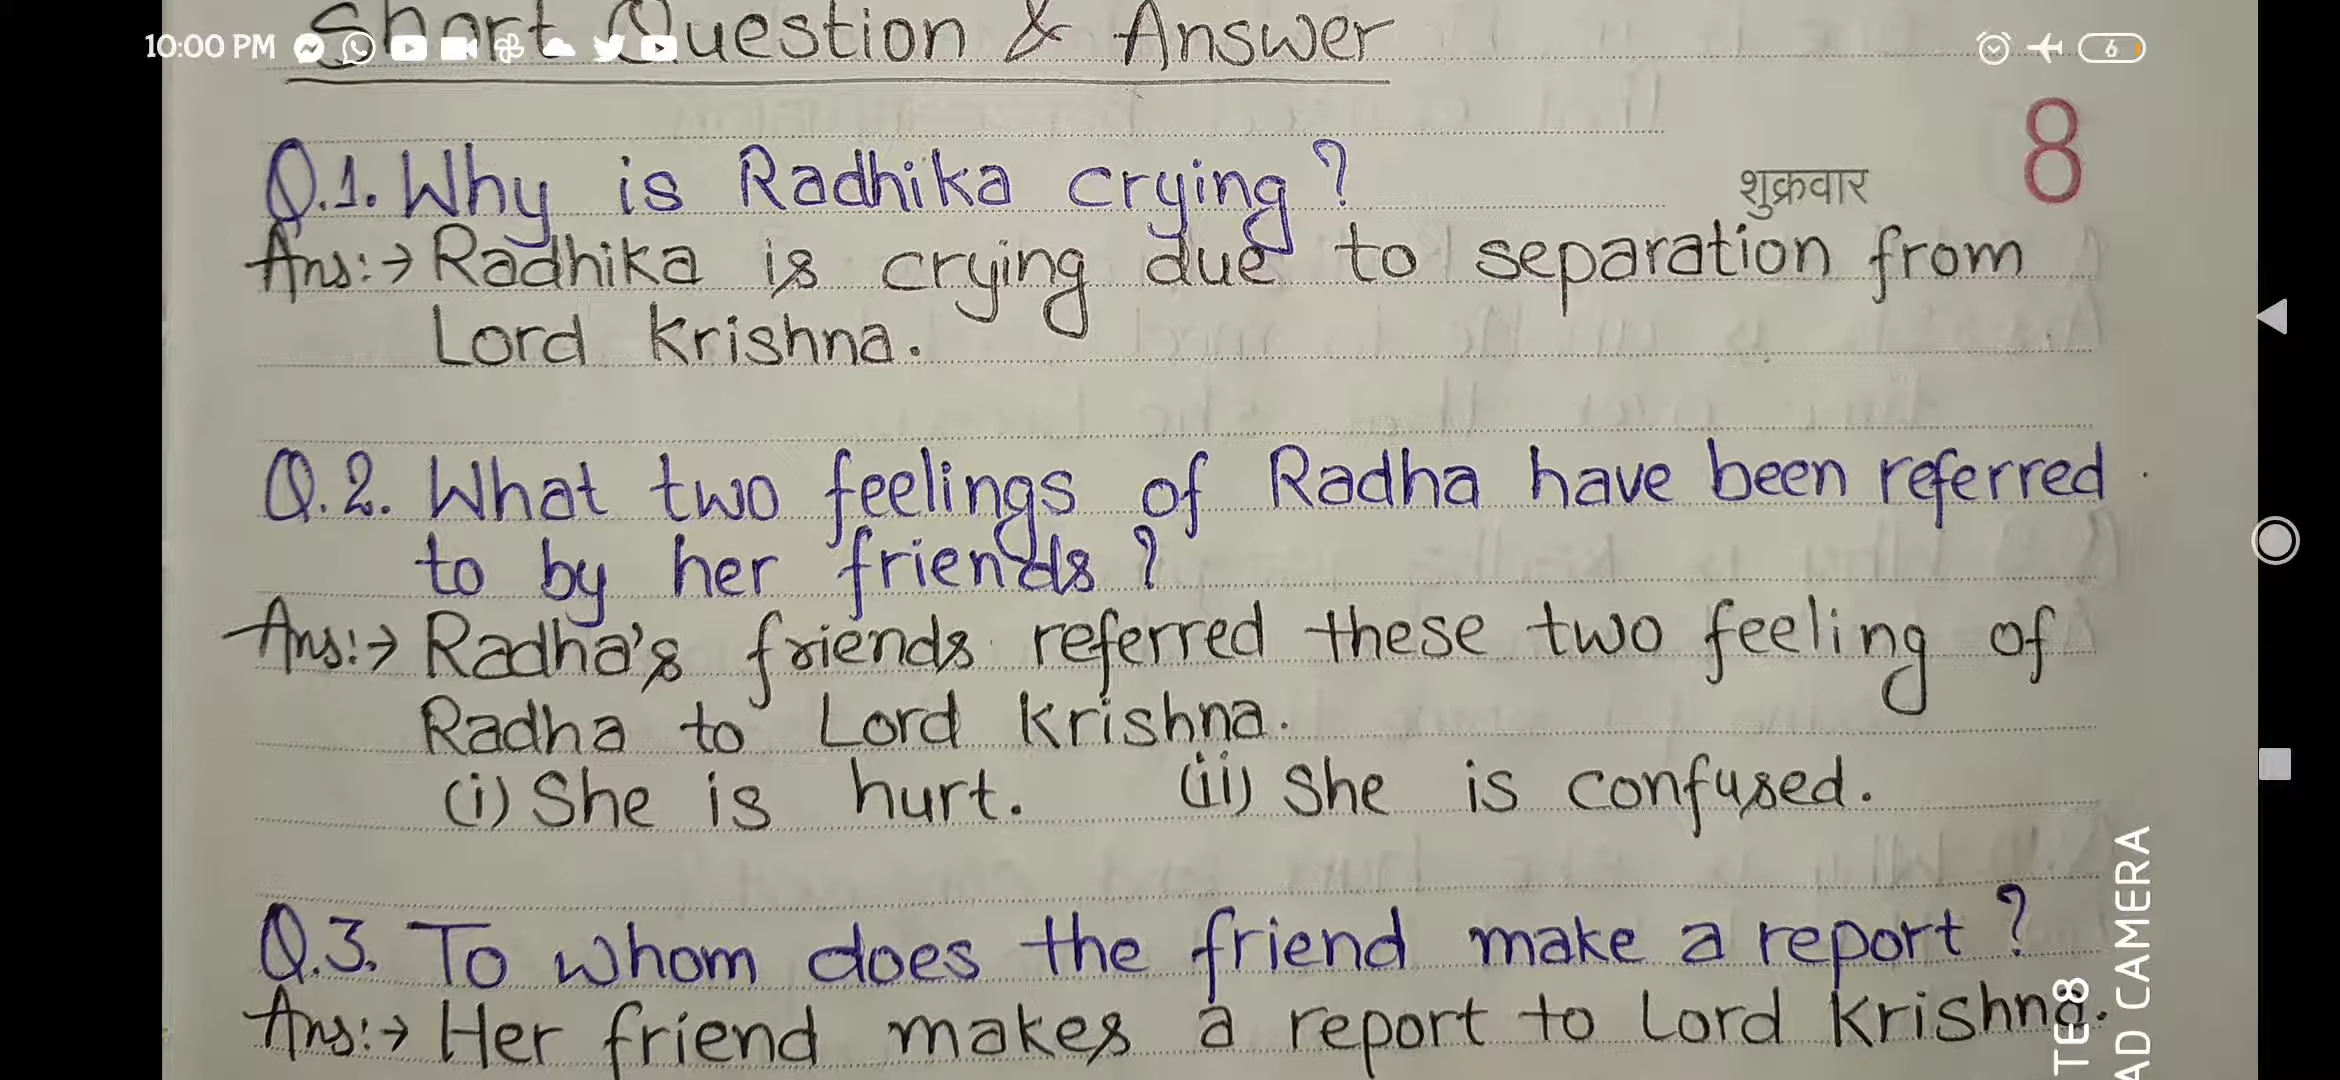 Short Question & Answer
10:00 PM
6
8
शुक्रवार
Q.1. Why is Radhika crying?
Ans:→ Radhika is crying due to separation from
Lord Krishna.
Q.2. What two feelings of Radha have been referred
to by her friends?
Ans:→ Radha's friends referred these two feeling of
Radha to Lord Krishna.
(i) She is hurt. (ii) She is confused.
Q.3. To whom does the friend make a report?
Ans:→ Her friend makes a report to Lord Krishna.
TE8
AD CAMERA